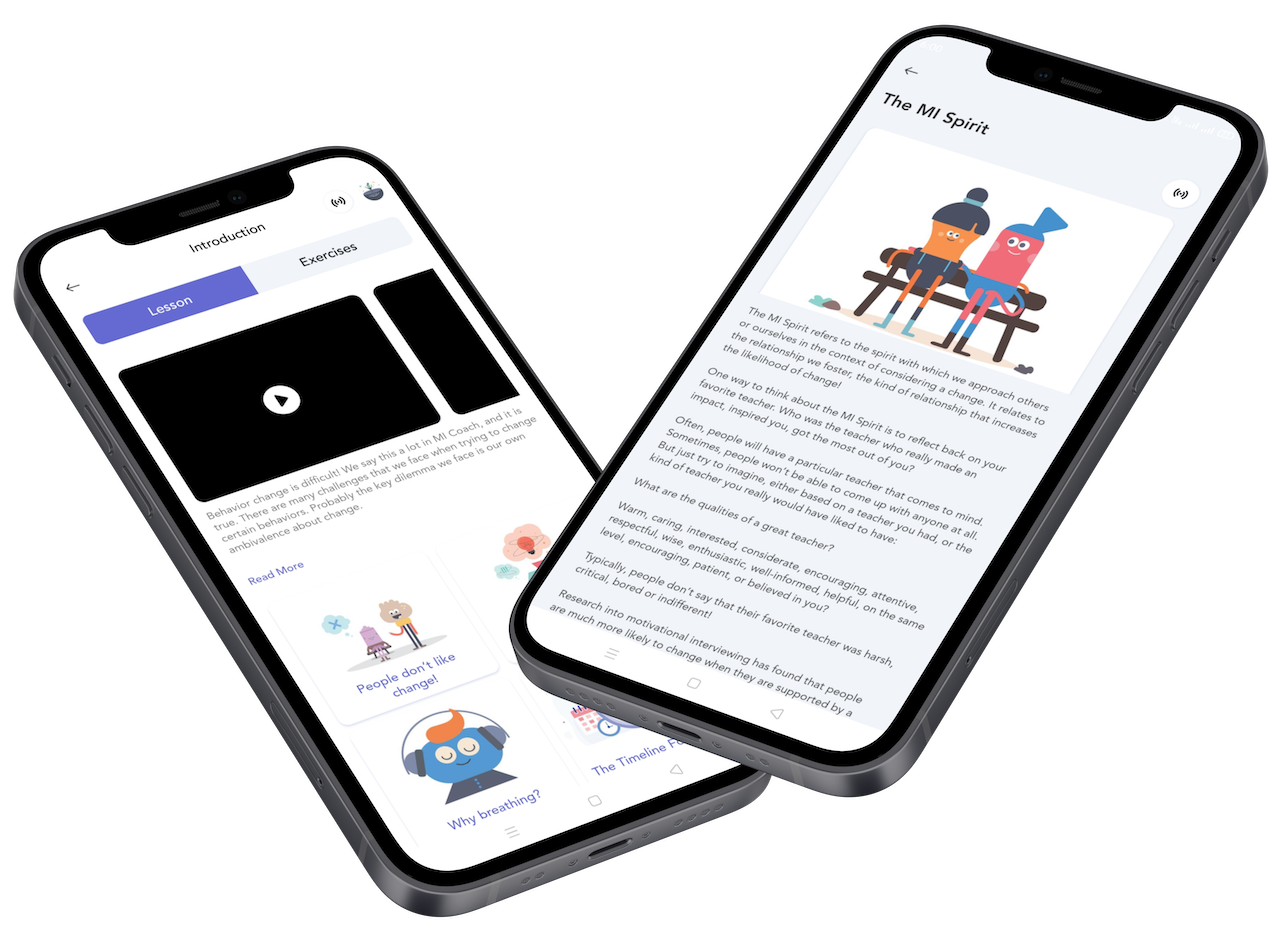 Introduction
Lesson
Exercises
Behavior change is difficult! We say this a lot in MI Coach, and it is
true. There are many challenges that we face when trying to change
certain behaviors. Probably the key dilemma we face is our own
ambivalence about change.
Read More
People don't like
change!
Why breathing?
The Timeline Fo
The MI Spirit
The MI Spirit refers to the spirit with which we approach others
or ourselves in the context of considering a change. It relates to
the relationship we foster, the kind of relationship that increases
the likelihood of change!
One way to think about the MI Spirit is to reflect back on your
favorite teacher. Who was the teacher who really made an
impact, inspired you, got the most out of you?
Often, people will have a particular teacher that comes to mind.
Sometimes, people won't be able to come up with anyone at all.
But just try to imagine, either based on a teacher you had, or the
kind of teacher you really would have liked to have:
What are the qualities of a great teacher?
Warm, caring, interested, considerate, encouraging, attentive,
respectful, wise, enthusiastic, well-informed, helpful, on the same
level, encouraging, patient, or believed in you?
Typically, people don't say that their favorite teacher was harsh,
critical, bored or indifferent!
Research into motivational interviewing has found that people
are much more likely to change when they are supported by a